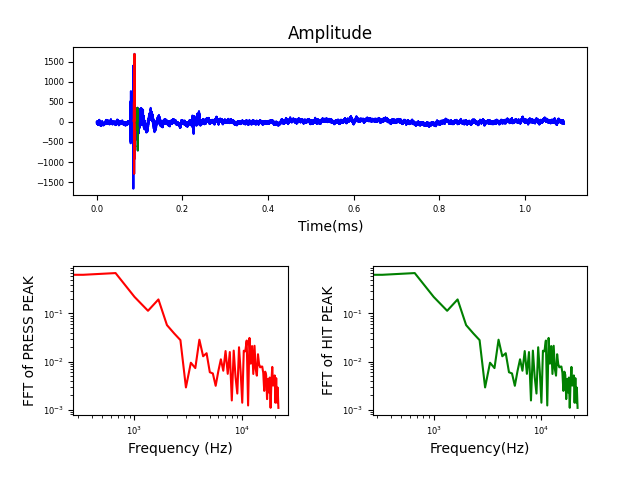 Amplitude
1500
1000
500
0
−500
−1000
−1500
0.0 0.2 0.4 0.6 0.8 1.0
Time(ms)
FFT of PRESS PEAK
10⁻¹
10⁻²
10⁻³
10³ 10⁴
Frequency (Hz)
FFT of HIT PEAK
10⁻¹
10⁻²
10⁻³
10³ 10⁴
Frequency(Hz)